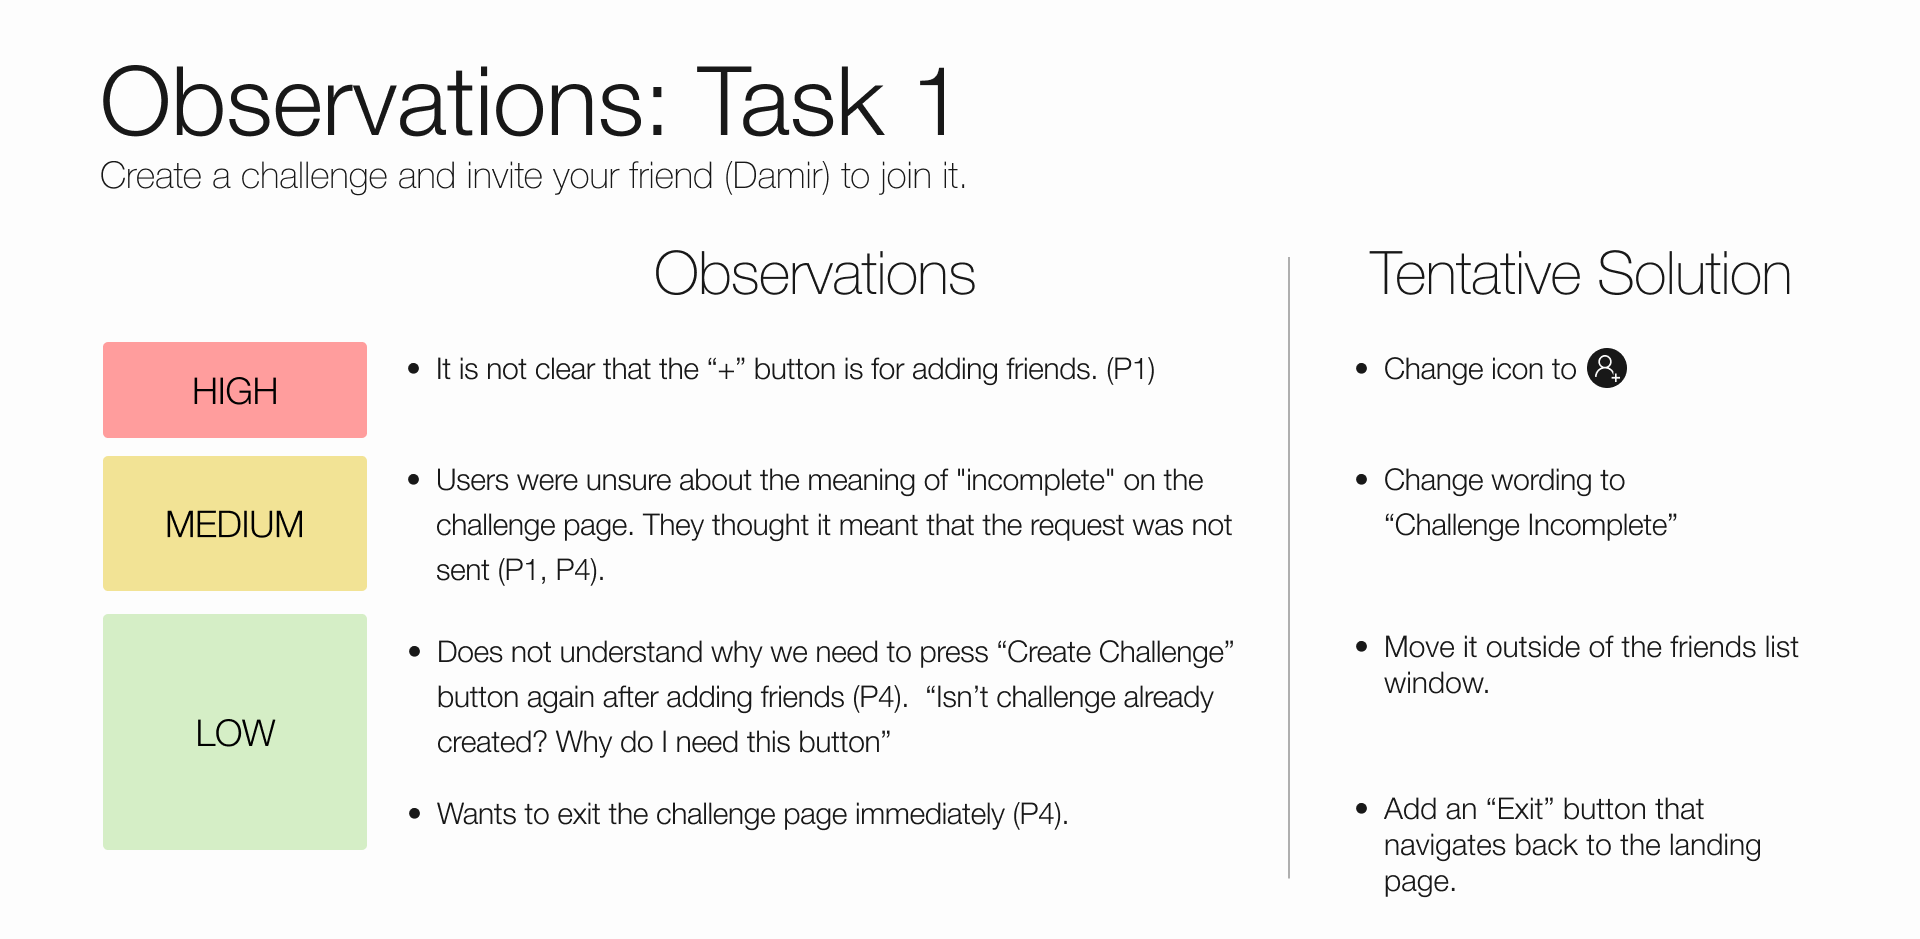 Observations: Task 1
Create a challenge and invite your friend (Damir) to join it.
Observations
Tentative Solution
HIGH
• It is not clear that the “+” button is for adding friends. (P1)
• Change icon to
MEDIUM
• Users were unsure about the meaning of "incomplete" on the
challenge page. They thought it meant that the request was not
sent (P1, P4).
• Change wording to
“Challenge Incomplete”
LOW
• Does not understand why we need to press “Create Challenge”
button again after adding friends (P4).  “Isn’t challenge already
created? Why do I need this button”
• Move it outside of the friends list
window.
• Wants to exit the challenge page immediately (P4).
• Add an “Exit” button that
navigates back to the landing
page.